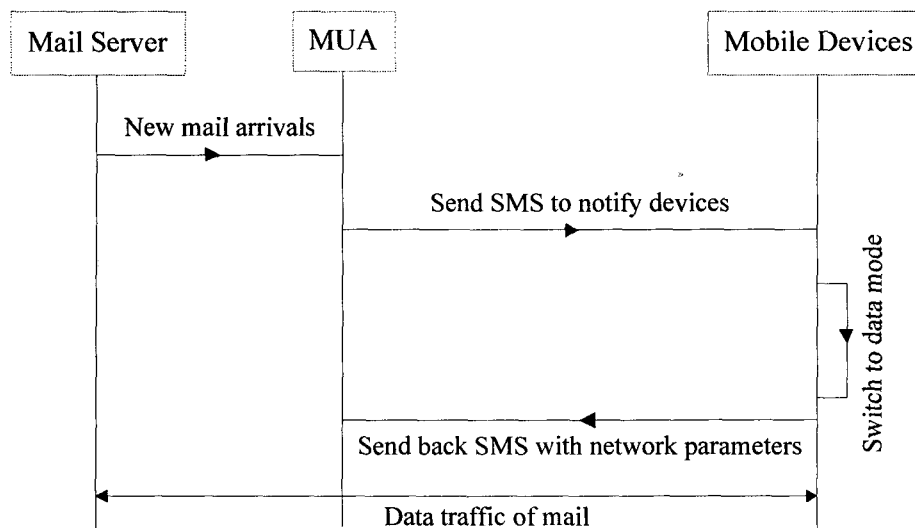 Mail Server
MUA
Mobile Devices
New mail arrivals
Send SMS to notify devices
Switch to data mode
Send back SMS with network parameters
Data traffic of mail